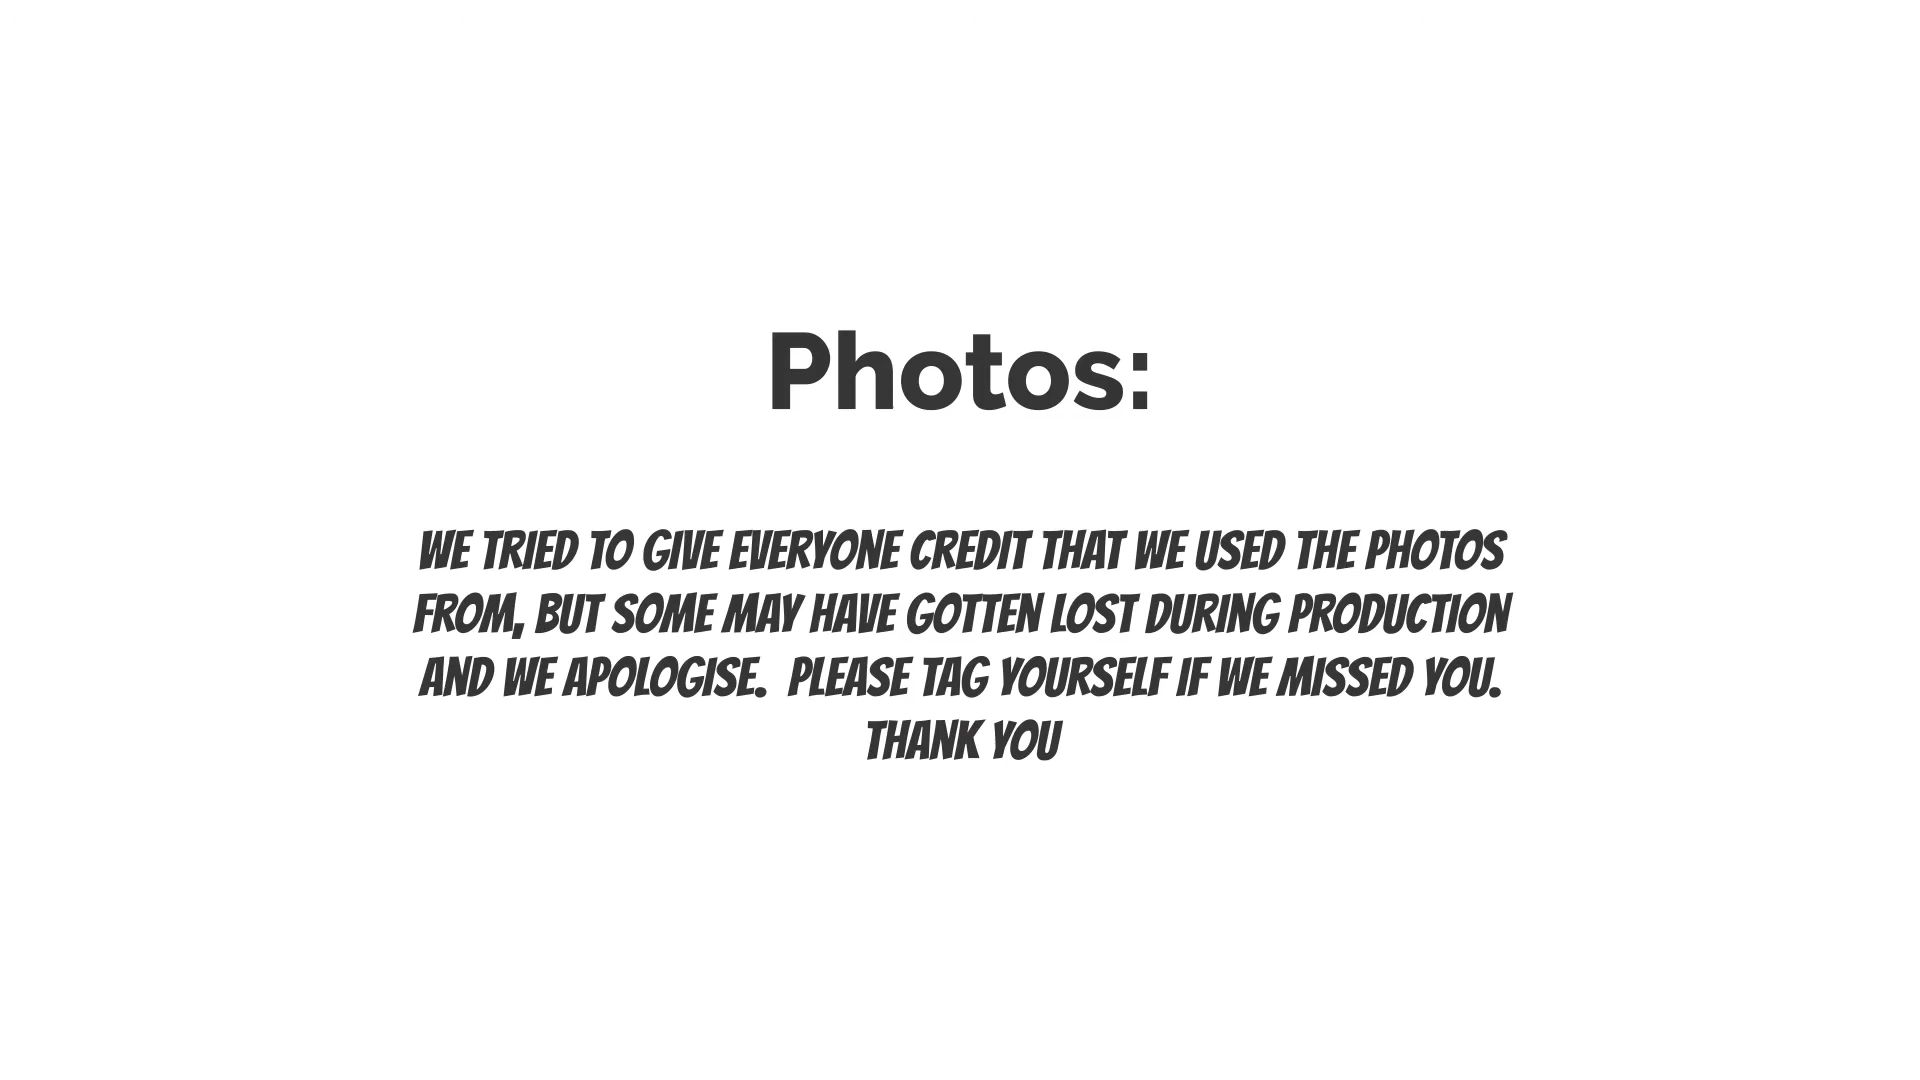 Photos:
WE TRIED TO GIVE EVERYONE CREDIT THAT WE USED THE PHOTOS
FROM, BUT SOME MAY HAVE GOTTEN LOST DURING PRODUCTION
AND WE APOLOGISE.  PLEASE TAG YOURSELF IF WE MISSED YOU.
THANK YOU